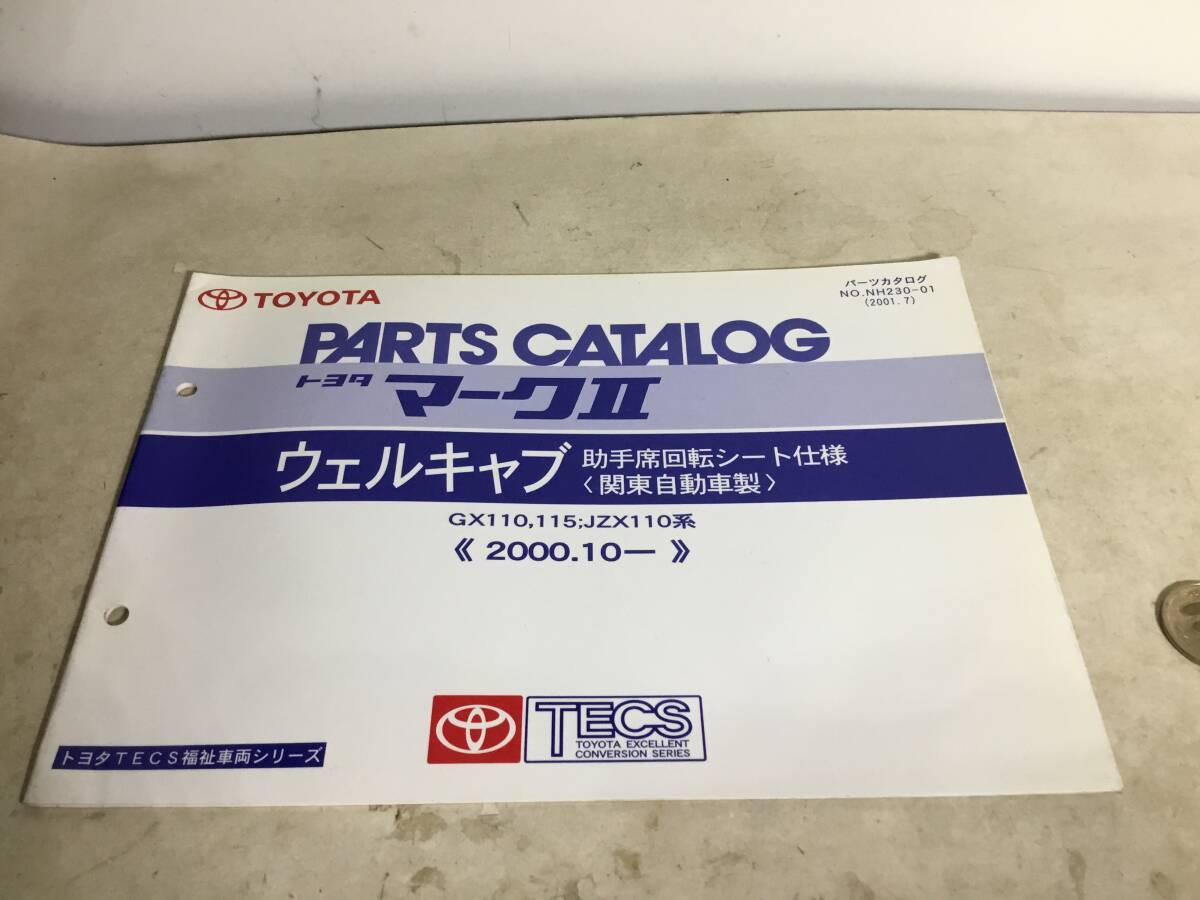 TOYOTA
パーツカタログ
NO.NH230-01
(2001.7)
PARTS CATALOG
トヨタ マークII
ウェルキャブ 助手席回転シート仕様
〈関東自動車製〉
GX110,115;JZX110系
《 2000.10ー 》
TECS
TOYOTA EXCELLENT
CONVERSION SERIES
トヨタTECS福祉車両シリーズ